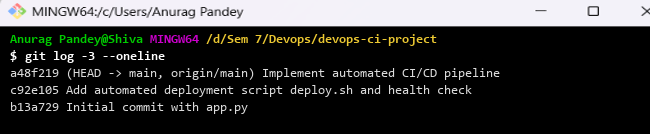 MINGW64:/c/Users/Anurag Pandey
Anurag Pandey@Shiva MINGW64 /d/Sem 7/Devops/devops-ci-project
$ git log -3 --oneline
a48f219 (HEAD -> main, origin/main) Implement automated CI/CD pipeline
c92e105 Add automated deployment script deploy.sh and health check
b13a729 Initial commit with app.py